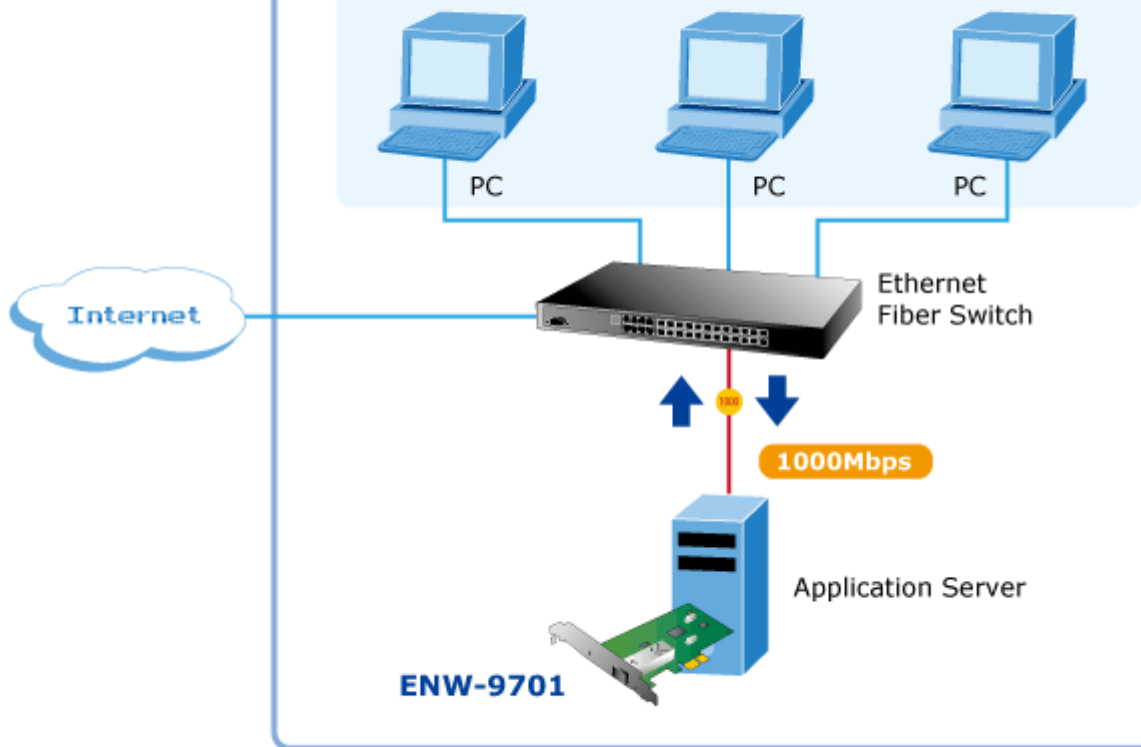 PC
PC
PC
Ethernet
Fiber Switch
Internet
1000
1000Mbps
Application Server
ENW-9701